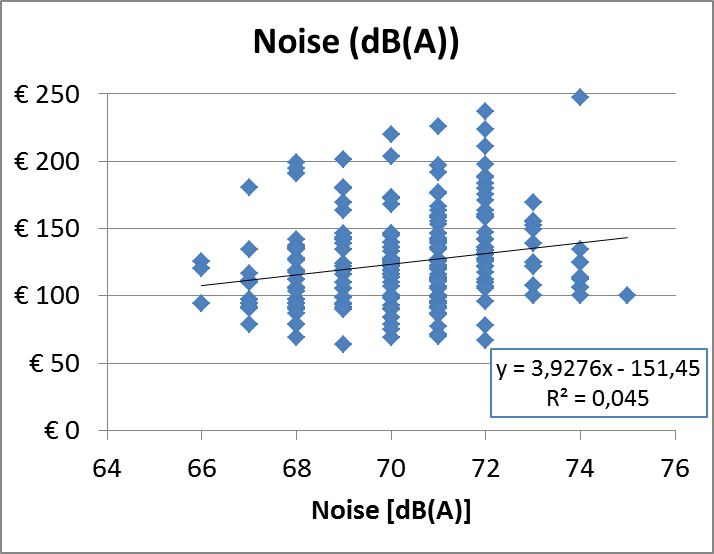 Noise (dB(A))
€ 250
€ 200
€ 150
€ 100
€ 50
€ 0
y = 3,9276x - 151,45
R² = 0,045
64 66 68 70 72 74 76
Noise [dB(A)]